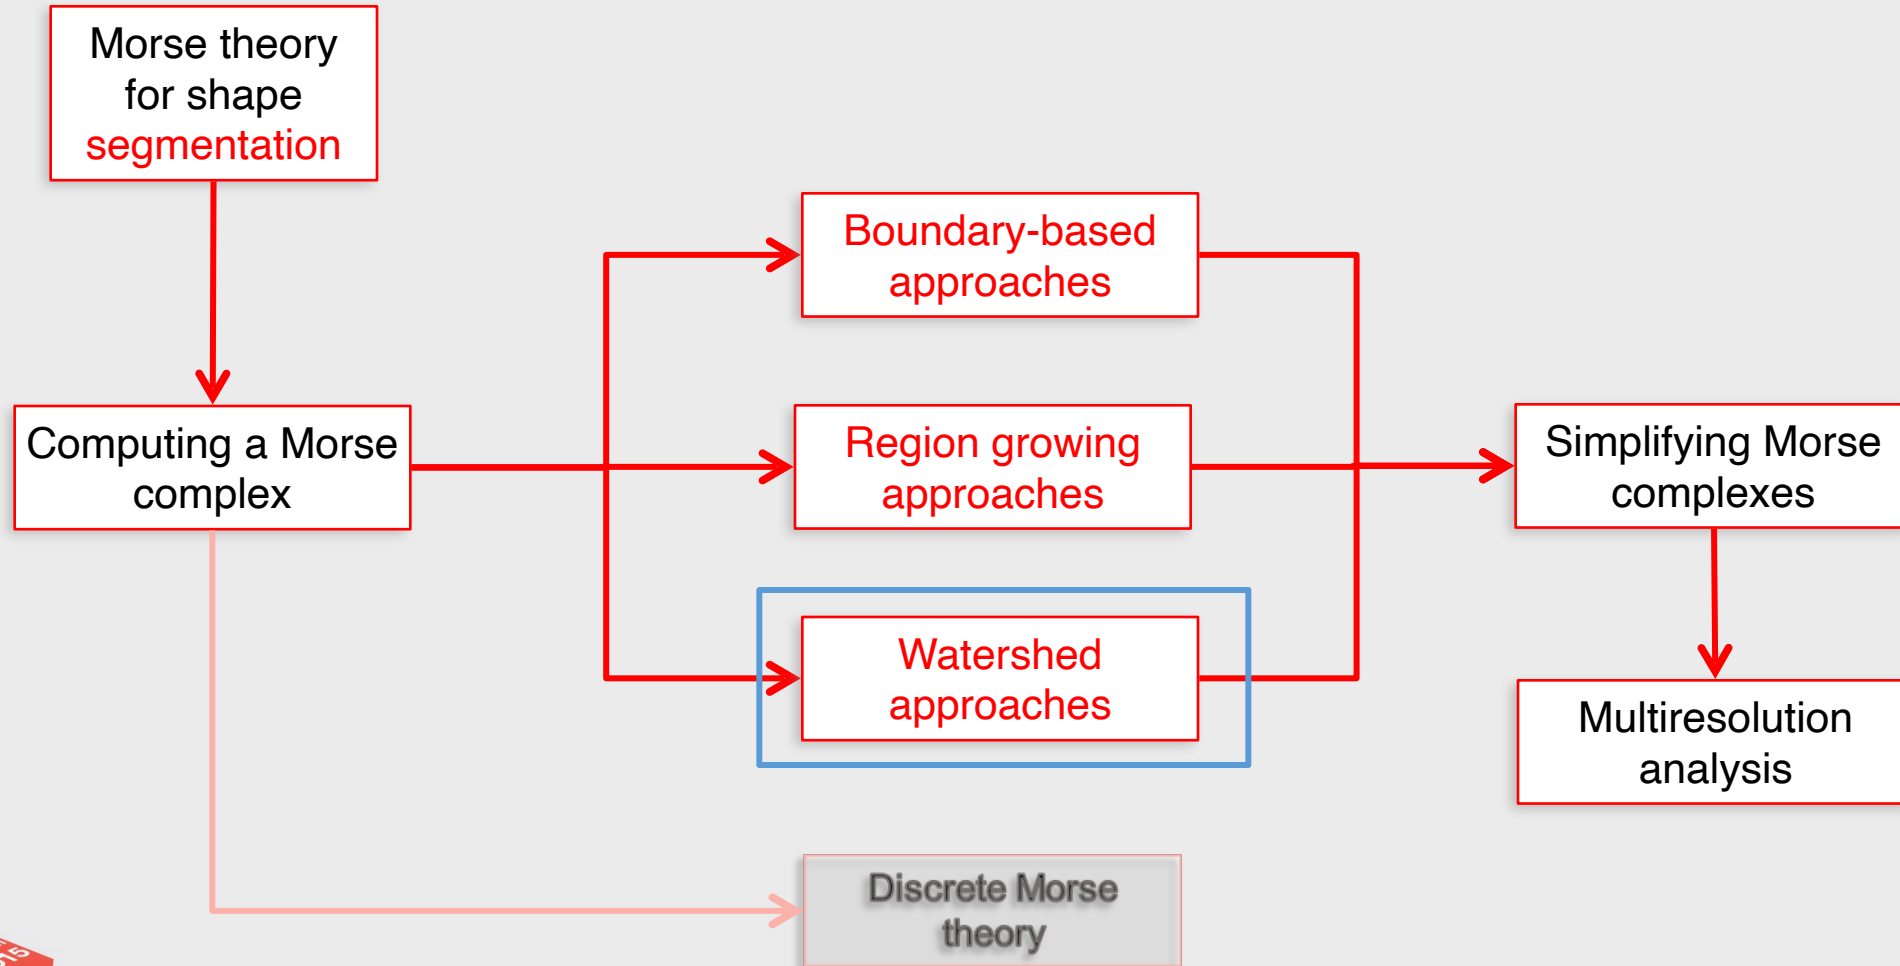 Morse theory
for shape
segmentation
Computing a Morse
complex
Boundary-based
approaches
Region growing
approaches
Watershed
approaches
Discrete Morse
theory
Simplifying Morse
complexes
Multiresolution
analysis